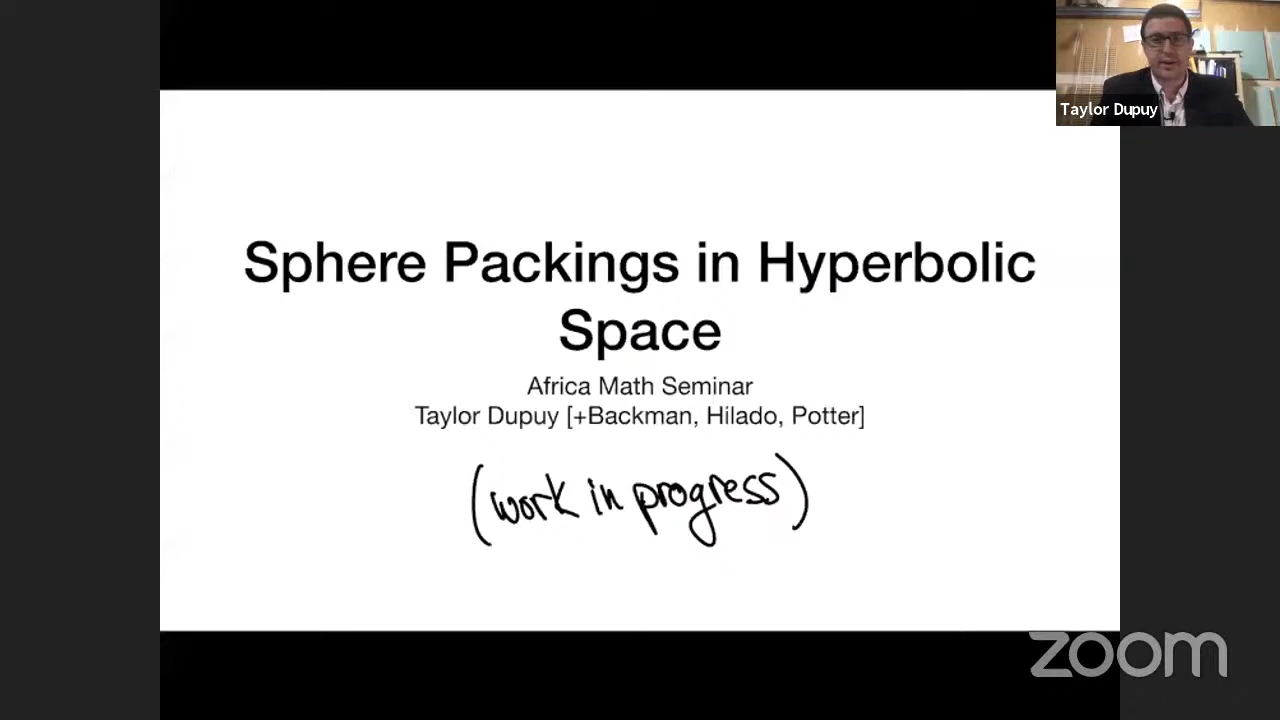 Taylor Dupuy
Sphere Packings in Hyperbolic
Space
Africa Math Seminar
Taylor Dupuy [+Backman, Hilado, Potter]
(work in progress)
zoom